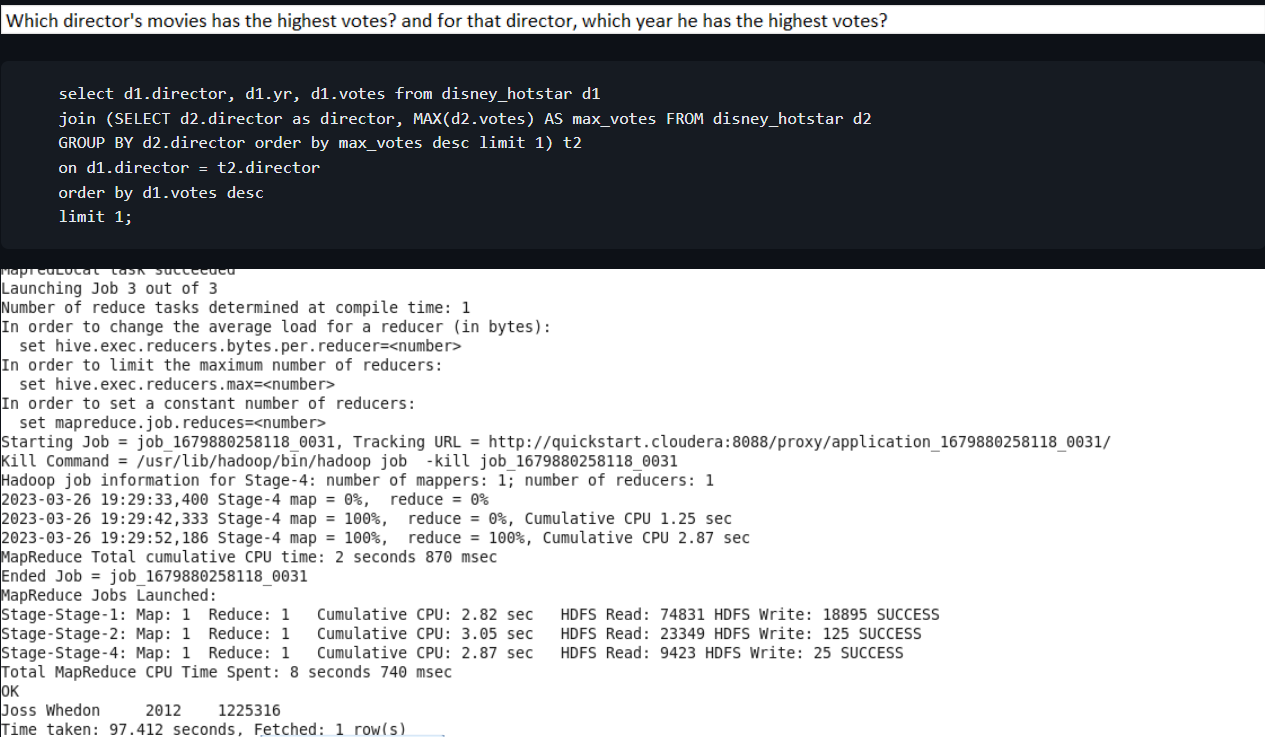 Which director's movies has the highest votes? and for that director, which year he has the highest votes?
select d1.director, d1.yr, d1.votes from disney_hotstar d1
join (SELECT d2.director as director, MAX(d2.votes) AS max_votes FROM disney_hotstar d2
GROUP BY d2.director order by max_votes desc limit 1) t2
on d1.director = t2.director
order by d1.votes desc
limit 1;
MapredLocal task succeeded
Launching Job 3 out of 3
Number of reduce tasks determined at compile time: 1
In order to change the average load for a reducer (in bytes):
  set hive.exec.reducers.bytes.per.reducer=<number>
In order to limit the maximum number of reducers:
  set hive.exec.reducers.max=<number>
In order to set a constant number of reducers:
  set mapreduce.job.reduces=<number>
Starting Job = job_1679880258118_0031, Tracking URL = http://quickstart.cloudera:8088/proxy/application_1679880258118_0031/
Kill Command = /usr/lib/hadoop/bin/hadoop job  -kill job_1679880258118_0031
Hadoop job information for Stage-4: number of mappers: 1; number of reducers: 1
2023-03-26 19:29:33,400 Stage-4 map = 0%,  reduce = 0%
2023-03-26 19:29:42,333 Stage-4 map = 100%,  reduce = 0%, Cumulative CPU 1.25 sec
2023-03-26 19:29:52,186 Stage-4 map = 100%,  reduce = 100%, Cumulative CPU 2.87 sec
MapReduce Total cumulative CPU time: 2 seconds 870 msec
Ended Job = job_1679880258118_0031
MapReduce Jobs Launched:
Stage-Stage-1: Map: 1  Reduce: 1   Cumulative CPU: 2.82 sec   HDFS Read: 74831 HDFS Write: 18895 SUCCESS
Stage-Stage-2: Map: 1  Reduce: 1   Cumulative CPU: 3.05 sec   HDFS Read: 23349 HDFS Write: 125 SUCCESS
Stage-Stage-4: Map: 1  Reduce: 1   Cumulative CPU: 2.87 sec   HDFS Read: 9423 HDFS Write: 25 SUCCESS
Total MapReduce CPU Time Spent: 8 seconds 740 msec
OK
Joss Whedon     2012    1225316
Time taken: 97.412 seconds, Fetched: 1 row(s)